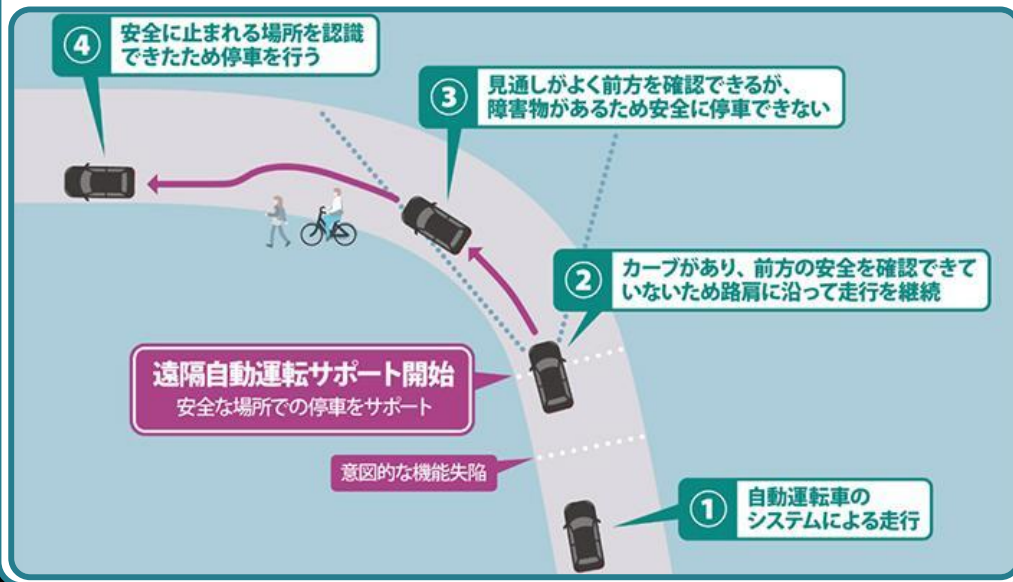 ④ 安全に止まれる場所を認識
できたため停車を行う
③ 見通しがよく前方を確認できるが、
障害物があるため安全に停車できない
② カーブがあり、前方の安全を確認できて
いないため路肩に沿って走行を継続
遠隔自動運転サポート開始
安全な場所での停車をサポート
意図的な機能失陥
① 自動運転車の
システムによる走行